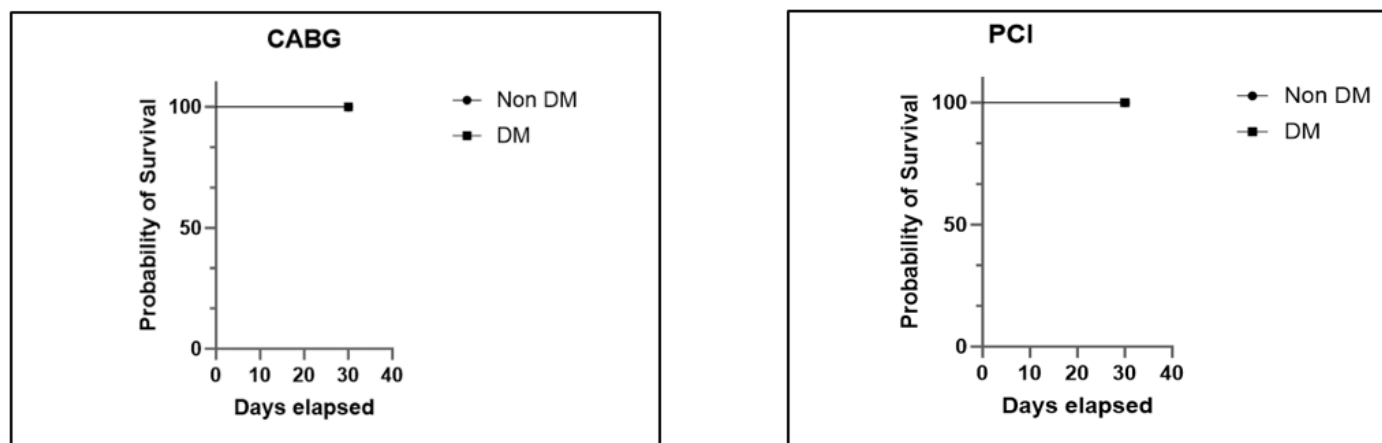 CABG
Non DM
DM
100
50
0
Probability of Survival
0 10 20 30 40
Days elapsed
PCI
Non DM
DM
100
50
0
Probability of Survival
0 10 20 30 40
Days elapsed